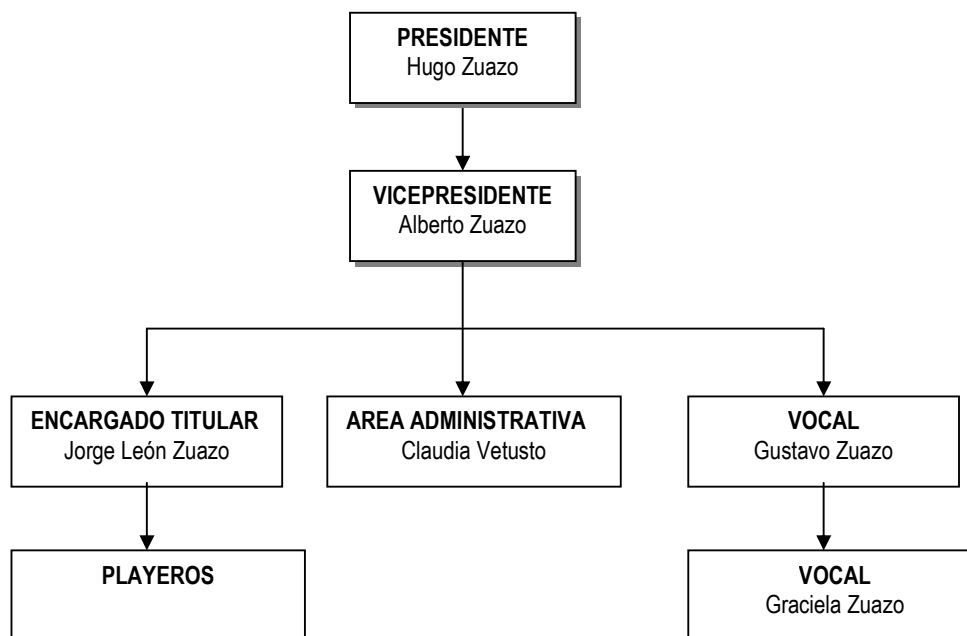 PRESIDENTE
Hugo Zuazo
VICEPRESIDENTE
Alberto Zuazo
ENCARGADO TITULAR
Jorge León Zuazo
AREA ADMINISTRATIVA
Claudia Vetusto
VOCAL
Gustavo Zuazo
PLAYEROS
VOCAL
Graciela Zuazo